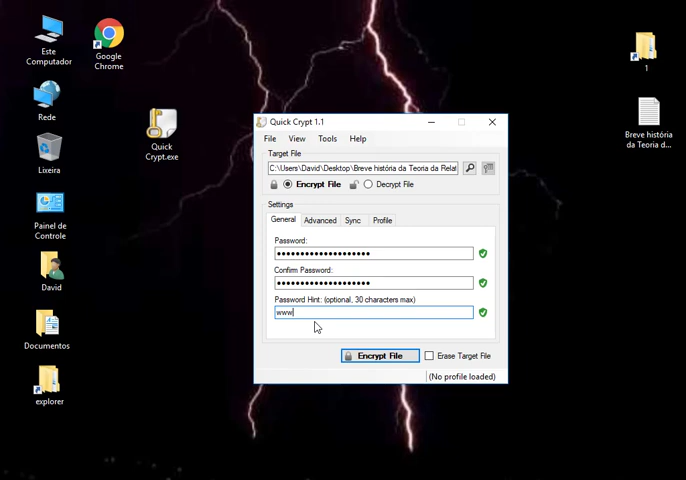 Este
Computador
Google
Chrome
1
Rede
Quick
Crypt.exe
Breve história
da Teoria d...
Lixeira
Painel de
Controle
David
Documentos
explorer
Quick Crypt 1.1
File View Tools Help
Target File
C:\Users\David\Desktop\Breve história da Teoria da Relat
Encrypt File Decrypt File
Settings
General Advanced Sync Profile
Password:
Confirm Password:
Password Hint: (optional, 30 characters max)
www
Encrypt File Erase Target File
(No profile loaded)